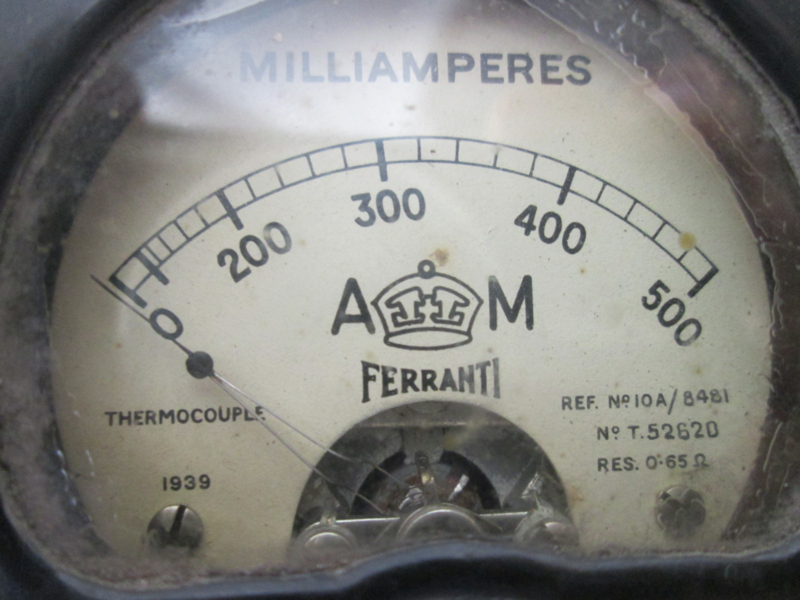 MILLIAMPERES
0 200 300 400 500
A M
FERRANTI
THERMOCOUPLE
1939
REF. Nº 10A/8481
Nº T.52620
RES. 0·65 Ω